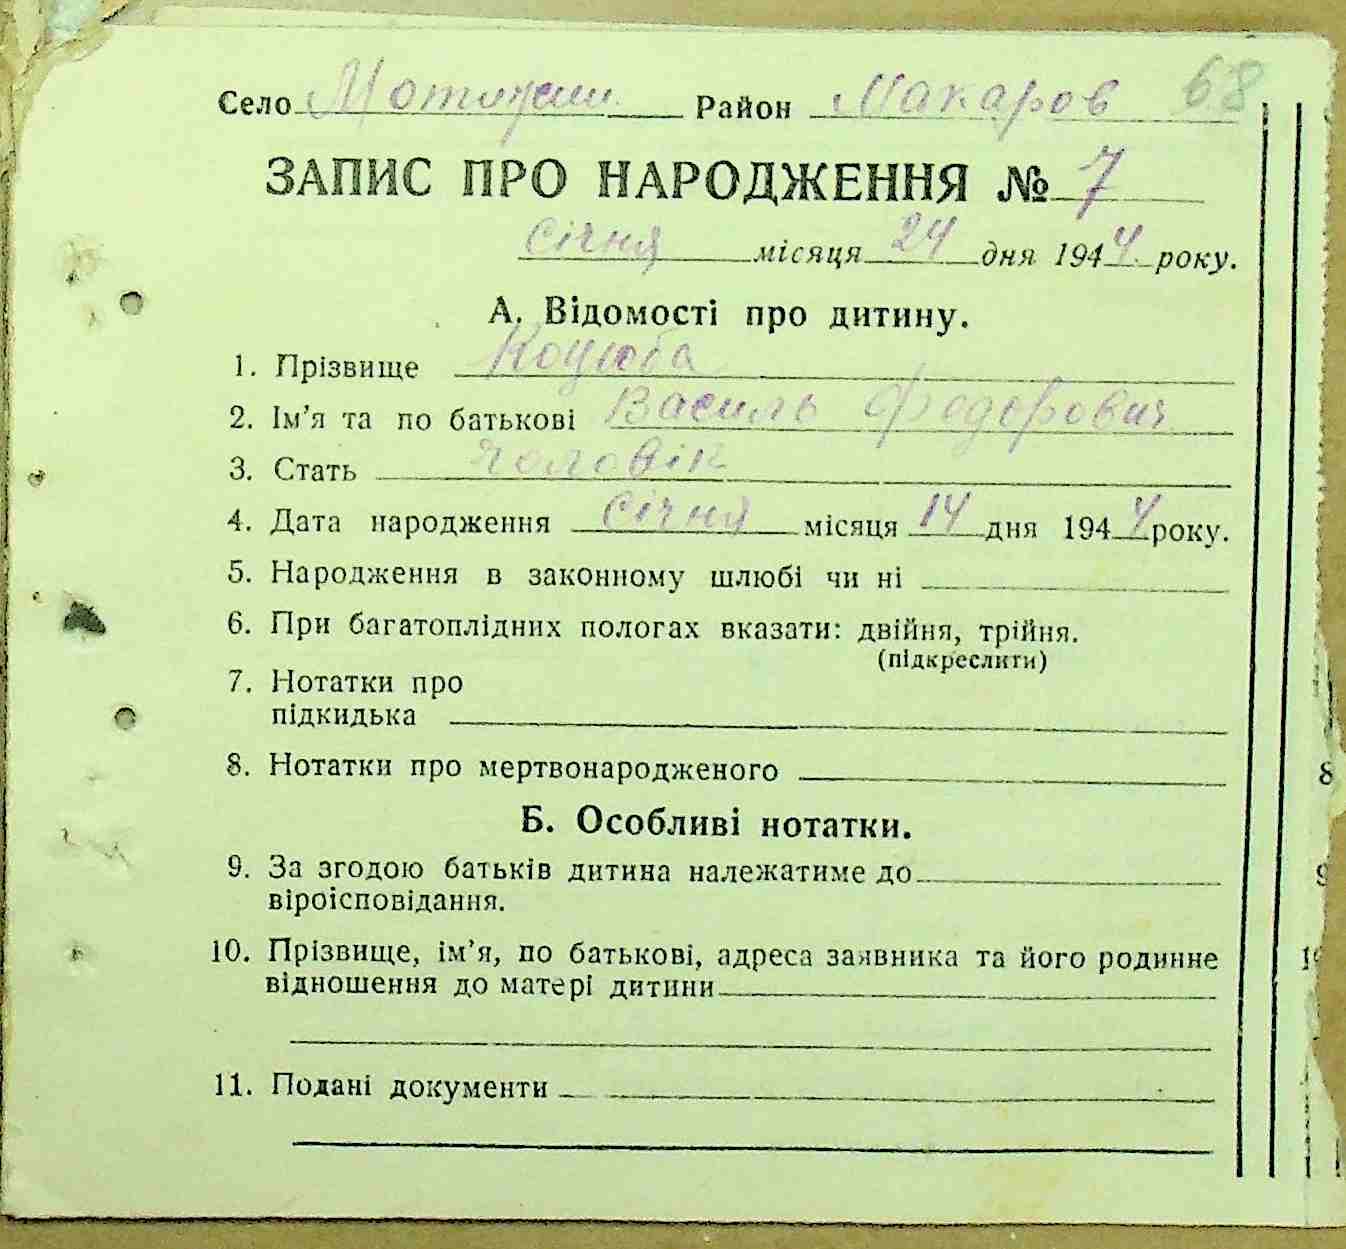 Село Мотижин Район Макаров 68
ЗАПИС ПРО НАРОДЖЕННЯ № 7
січня місяця 24 дня 1944 року.
А. Відомості про дитину.
1. Прізвище Коцюба
2. Ім'я та по батькові Василь Федорович
3. Стать чоловік
4. Дата народження січня місяця 14 дня 1944 року.
5. Народження в законному шлюбі чи ні
6. При багатоплідних пологах вказати: двійня, трійня.
(підкреслити)
7. Нотатки про
підкидька
8. Нотатки про мертвонародженого
8
Б. Особливі нотатки.
9. За згодою батьків дитина належатиме до
9
віроісповідання.
10. Прізвище, ім'я, по батькові, адреса заявника та його родинне
10
відношення до матері дитини
11. Подані документи